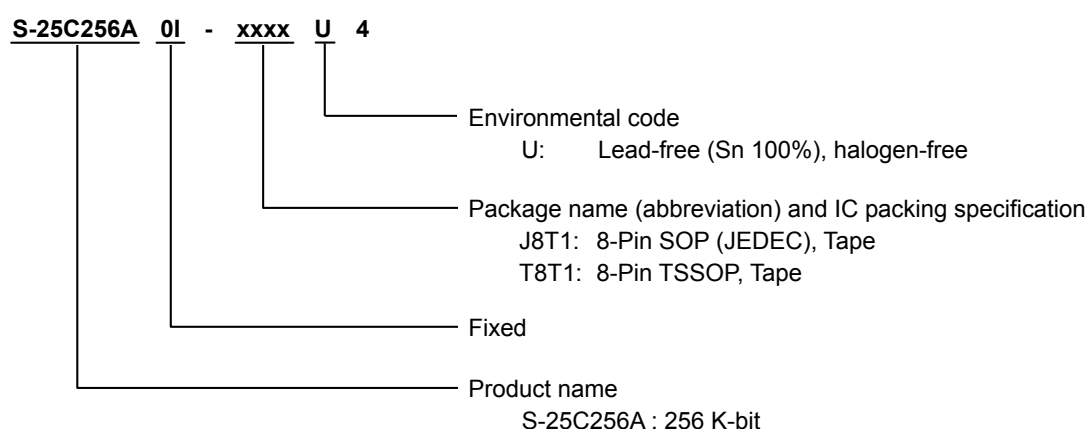 S-25C256A 0I - xxxx U 4
Environmental code
U: Lead-free (Sn 100%), halogen-free
Package name (abbreviation) and IC packing specification
J8T1: 8-Pin SOP (JEDEC), Tape
T8T1: 8-Pin TSSOP, Tape
Fixed
Product name
S-25C256A : 256 K-bit